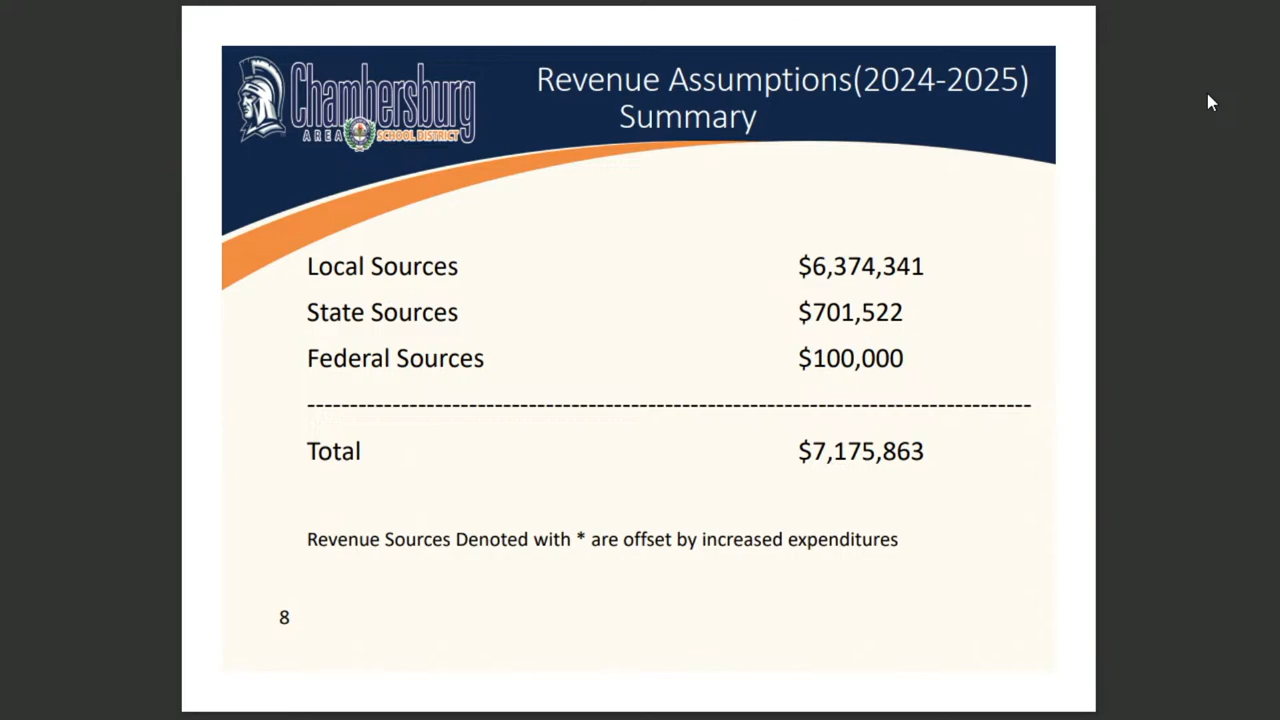 Chambersburg
AREA SCHOOL DISTRICT
Revenue Assumptions(2024-2025)
Summary
Local Sources $6,374,341
State Sources $701,522
Federal Sources $100,000
--------------------------------------------------------------------------------------
Total $7,175,863
Revenue Sources Denoted with * are offset by increased expenditures
8